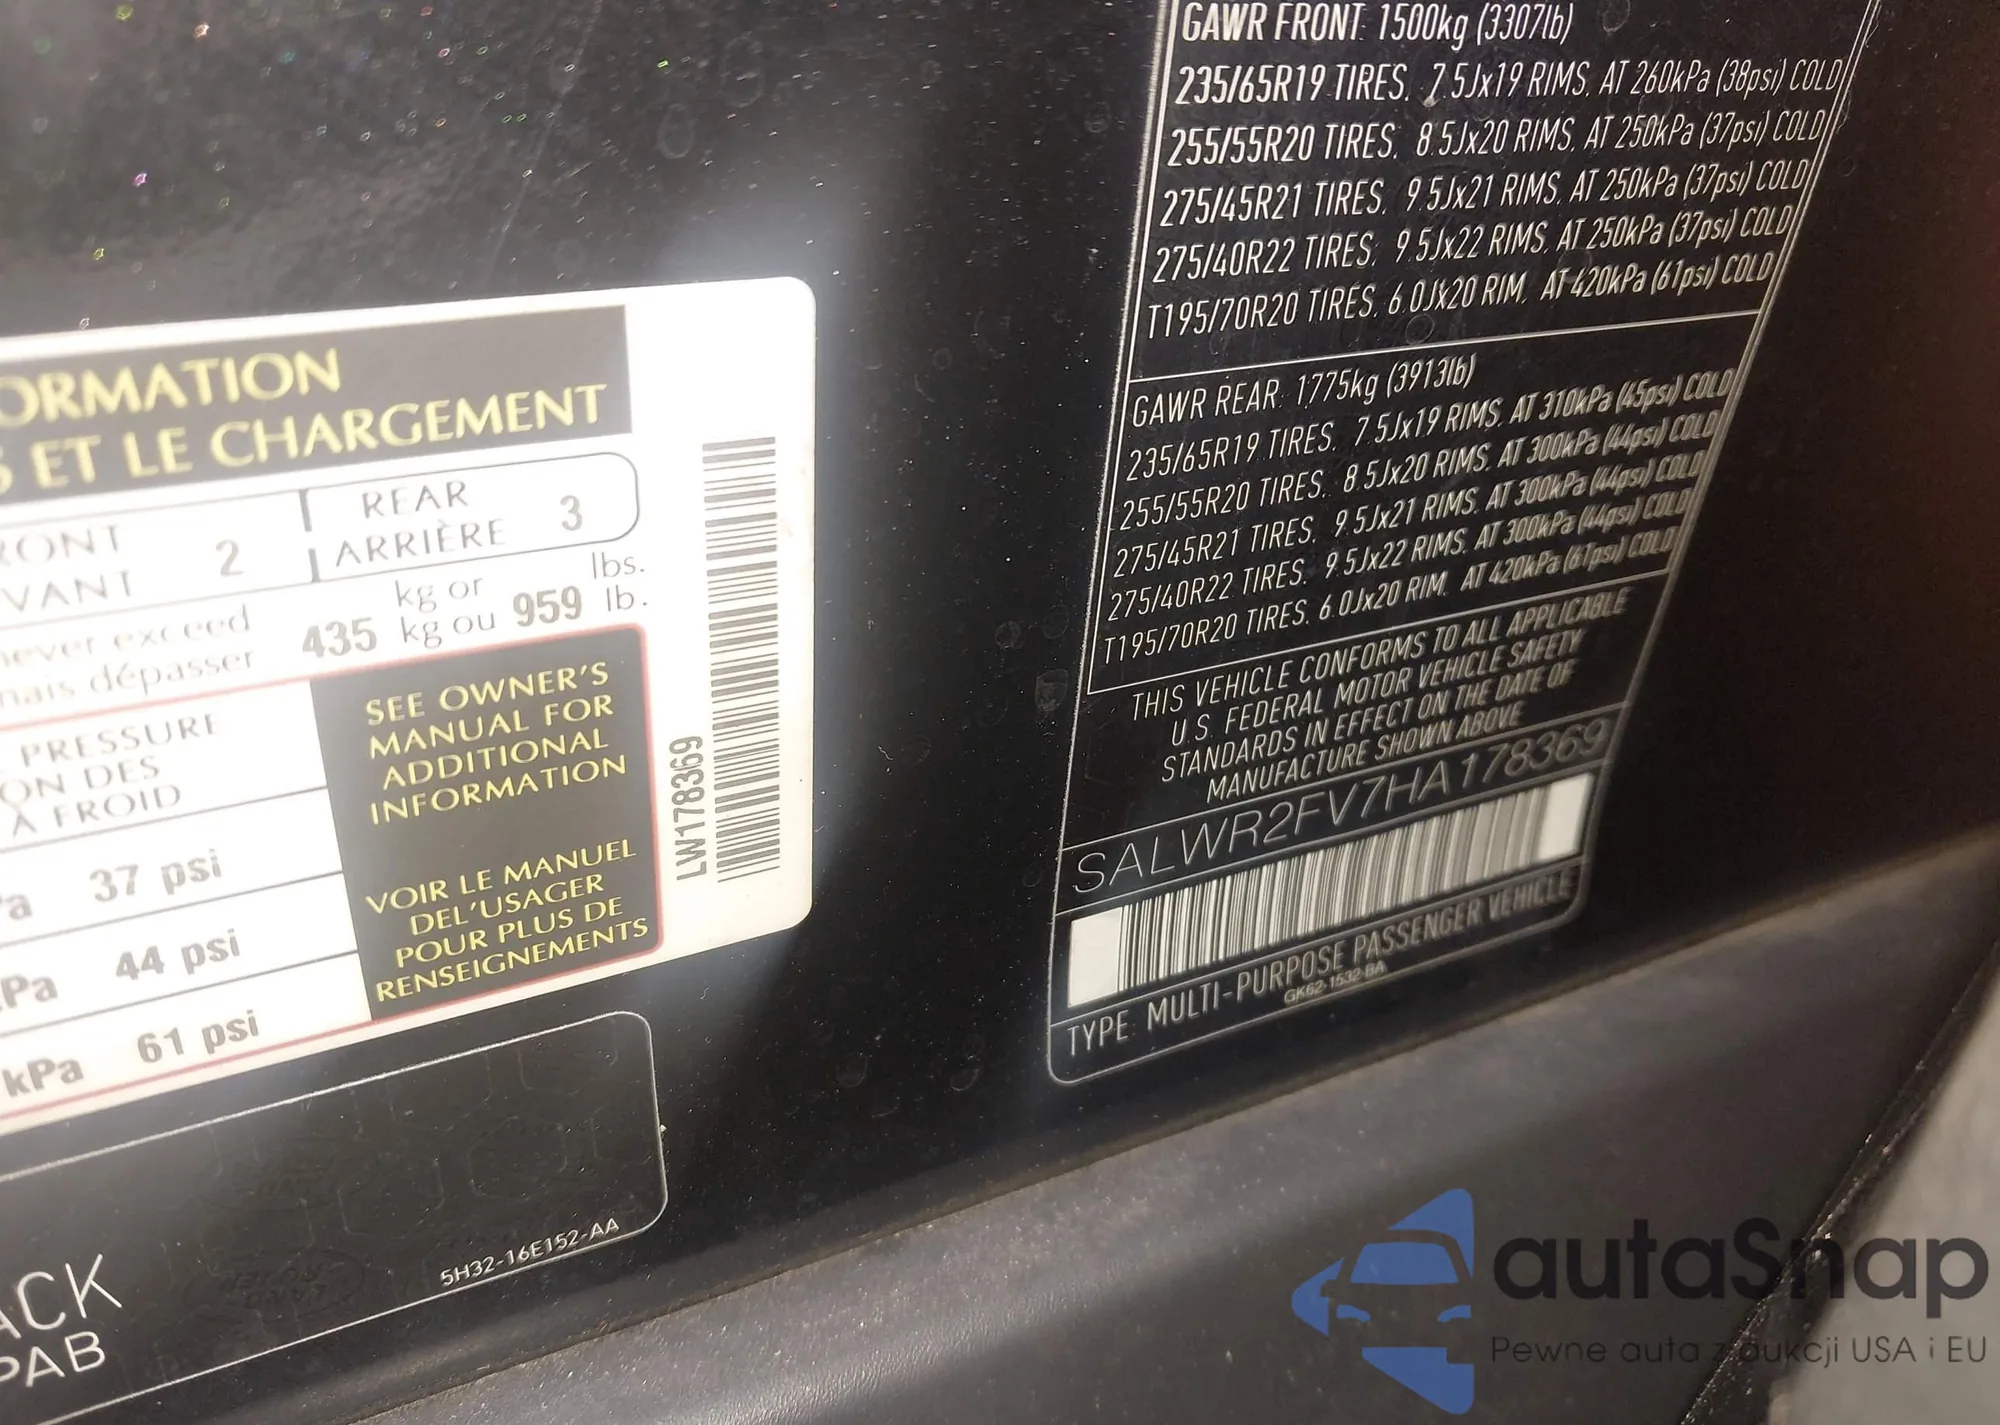 GAWR FRONT: 1500kg (3307lb)
235/65R19 TIRES, 7.5Jx19 RIMS, AT 260kPa (38psi) COLD
255/55R20 TIRES, 8.5Jx20 RIMS, AT 250kPa (37psi) COLD
275/45R21 TIRES, 9.5Jx21 RIMS, AT 250kPa (37psi) COLD
275/40R22 TIRES, 9.5Jx22 RIMS, AT 250kPa (37psi) COLD
T195/70R20 TIRES, 6.0Jx20 RIM, AT 420kPa (61psi) COLD
GAWR REAR: 1775kg (3913lb)
235/65R19 TIRES, 7.5Jx19 RIMS, AT 310kPa (45psi) COLD
255/55R20 TIRES, 8.5Jx20 RIMS, AT 300kPa (44psi) COLD
275/45R21 TIRES, 9.5Jx21 RIMS, AT 300kPa (44psi) COLD
275/40R22 TIRES, 9.5Jx22 RIMS, AT 300kPa (44psi) COLD
T195/70R20 TIRES, 6.0Jx20 RIM, AT 420kPa (61psi) COLD
THIS VEHICLE CONFORMS TO ALL APPLICABLE
U.S. FEDERAL MOTOR VEHICLE SAFETY
STANDARDS IN EFFECT ON THE DATE OF
MANUFACTURE SHOWN ABOVE
SALWR2FV7HA178369
TYPE: MULTI-PURPOSE PASSENGER VEHICLE
GK62-1532-BA
ORMATION
S ET LE CHARGEMENT
RONT
VANT
2
REAR
ARRIÈRE
3
never exceed
mais dépasser
435
kg or
kg ou
959
lbs.
lb.
PRESSURE
ON DES
À FROID
Pa 37 psi
kPa 44 psi
kPa 61 psi
SEE OWNER'S
MANUAL FOR
ADDITIONAL
INFORMATION
VOIR LE MANUEL
DEL'USAGER
POUR PLUS DE
RENSEIGNEMENTS
LW178369
5H32-16E152-AA
ACK
PAB
autaSnap
Pewne auta z aukcji USA i EU